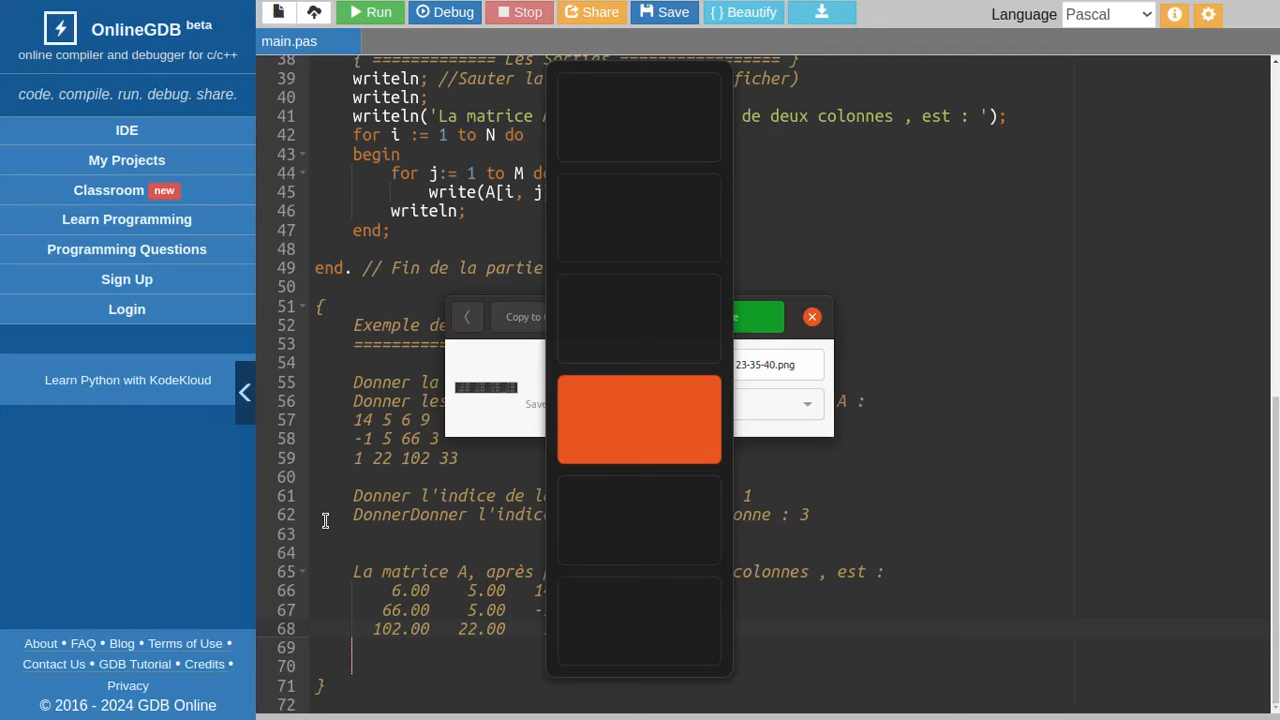 OnlineGDB beta
online compiler and debugger for c/c++
code. compile. run. debug. share.
IDE
My Projects
Classroom new
Learn Programming
Programming Questions
Sign Up
Login
Learn Python with KodeKloud
About • FAQ • Blog • Terms of Use •
Contact Us • GDB Tutorial • Credits •
Privacy
© 2016 - 2024 GDB Online
Run Debug Stop Share Save { } Beautify
Language Pascal
main.pas
38 { ============= Les Sorties ================= }
39 writeln; //Sauter la ficher)
40 writeln;
41 writeln('La matrice de deux colonnes , est : ');
42 for i := 1 to N do
43 begin
44 for j:= 1 to M do
45 write(A[i, j
46 writeln;
47 end;
48
49 end. // Fin de la partie
50
51 {
52 Exemple de
53 ==========
54
55 Donner la
56 Donner les A :
57 14 5 6 9
58 -1 5 66 3
59 1 22 102 33
60
61 Donner l'indice de 1
62 DonnerDonner l'indice onne : 3
63
64
65 La matrice A, après colonnes , est :
66 6.00 5.00
67 66.00 5.00
68 102.00 22.00
69
70
71 }
72
Copy to
23-35-40.png
Save